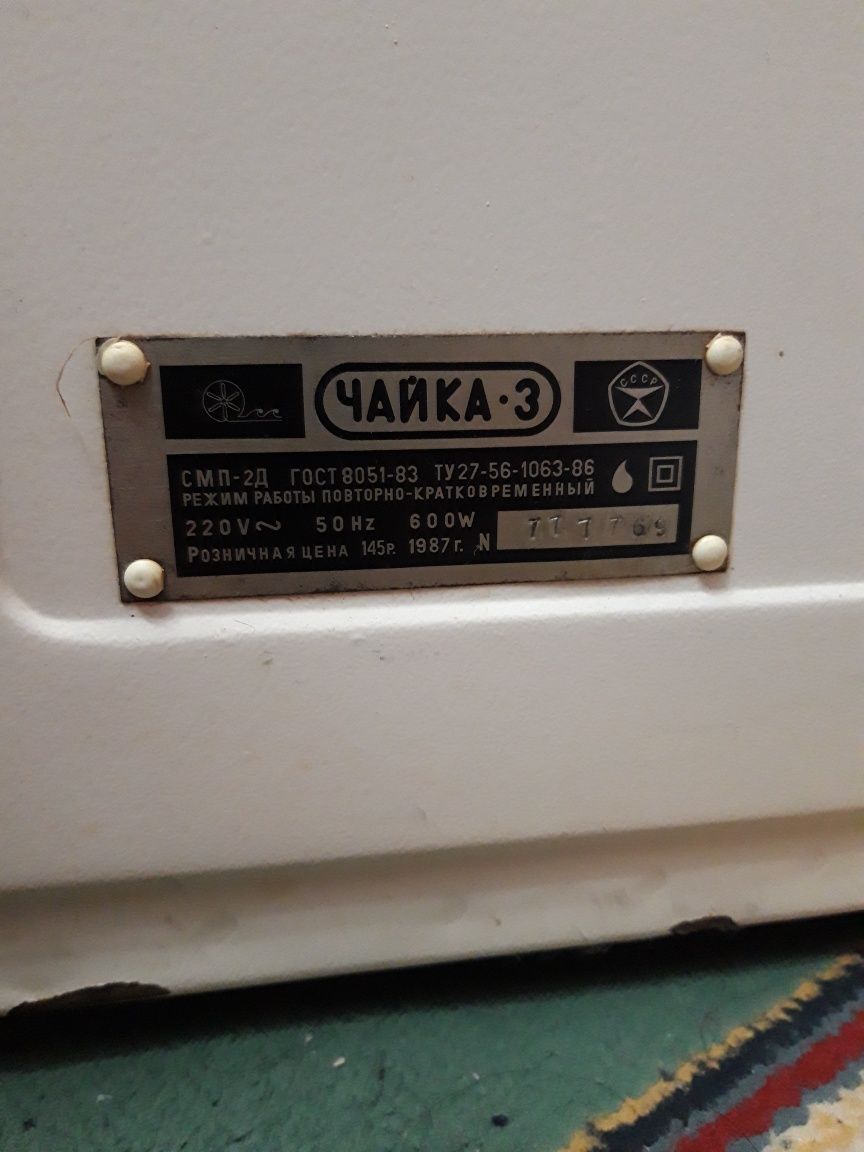 ЧАЙКА·3
СССР
СМП-2Д ГОСТ 8051-83 ТУ27-56-1063-86
РЕЖИМ РАБОТЫ ПОВТОРНО-КРАТКОВРЕМЕННЫЙ
220V~ 50Hz 600W
РОЗНИЧНАЯ ЦЕНА 145р. 1987г. N 777769